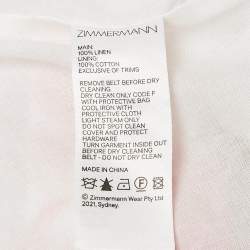 ZIMMERMANN
MAIN:
100% LINEN
LINING:
100% COTTON
EXCLUSIVE OF TRIMS
REMOVE BELT BEFORE DRY
CLEANING
DRY CLEAN ONLY CODE F
WITH PROTECTIVE BAG
COOL IRON WITH
PROTECTIVE CLOTH
LIGHT STEAM ONLY
DO NOT SPOT CLEAN
COVER AND PROTECT
HARDWARE
TURN GARMENT INSIDE OUT
BEFORE DRY CLEANING
BELT - DO NOT DRY CLEAN
MADE IN CHINA
© Zimmermann Wear Pty Ltd
2021, Sydney.